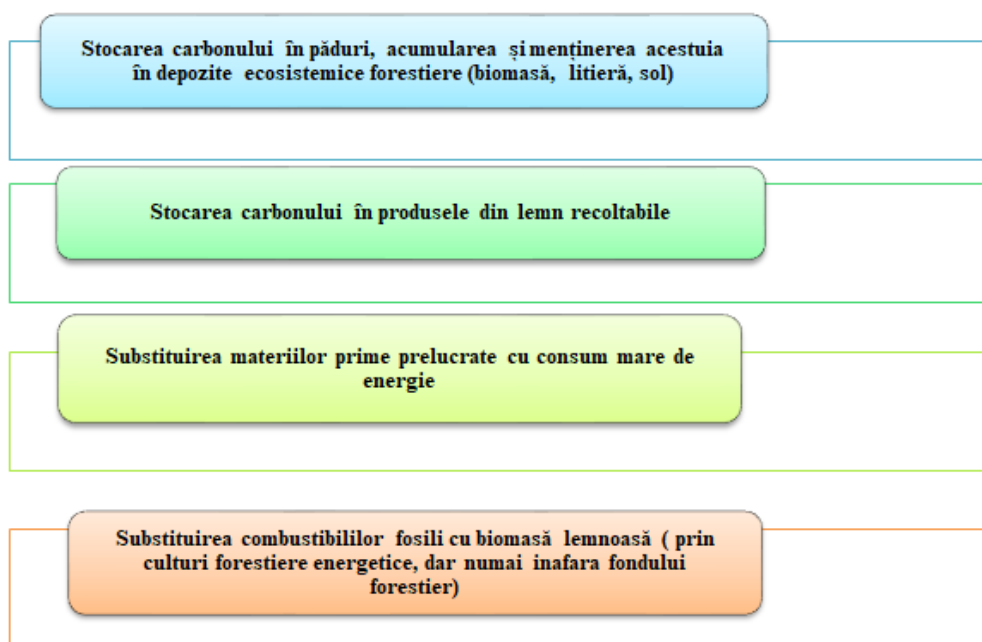 Stocarea carbonului în păduri, acumularea și menținerea acestuia
în depozite ecosistemice forestiere (biomasă, litieră, sol)
Stocarea carbonului în produsele din lemn recoltabile
Substituirea materiilor prime prelucrate cu consum mare de
energie
Substituirea combustibililor fosili cu biomasă lemnoasă ( prin
culturi forestiere energetice, dar numai inafara fondului
forestier)